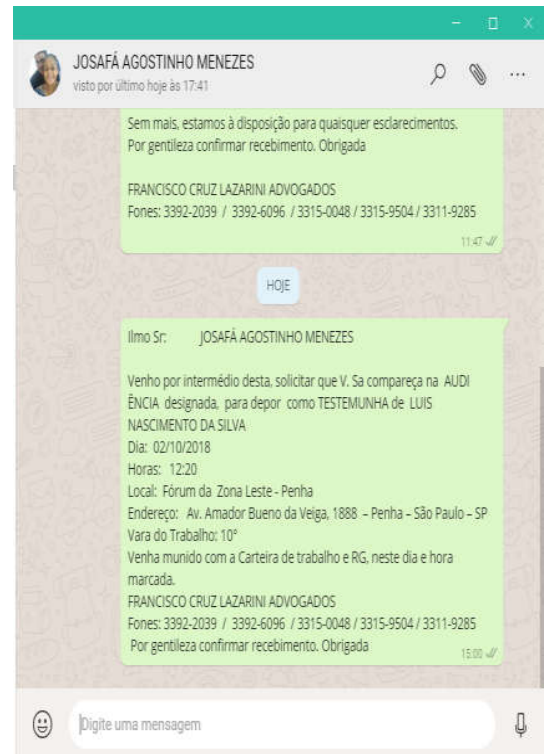 JOSAFÁ AGOSTINHO MENEZES
visto por último hoje às 17:41
Sem mais, estamos à disposição para quaisquer esclarecimentos.
Por gentileza confirmar recebimento. Obrigada
FRANCISCO CRUZ LAZARINI ADVOGADOS
Fones: 3392-2039 / 3392-6096 / 3315-0048 / 3315-9504 / 3311-9285
11:47
HOJE
Ilmo Sr: JOSAFÁ AGOSTINHO MENEZES
Venho por intermédio desta, solicitar que V. Sa compareça na AUDI
ÊNCIA designada, para depor como TESTEMUNHA de LUIS
NASCIMENTO DA SILVA
Dia: 02/10/2018
Horas: 12:20
Local: Fórum da Zona Leste - Penha
Endereço: Av. Amador Bueno da Veiga, 1888 – Penha – São Paulo – SP
Vara do Trabalho: 10°
Venha munido com a Carteira de trabalho e RG, neste dia e hora
marcada.
FRANCISCO CRUZ LAZARINI ADVOGADOS
Fones: 3392-2039 / 3392-6096 / 3315-0048 / 3315-9504 / 3311-9285
Por gentileza confirmar recebimento. Obrigada
15:00
Digite uma mensagem